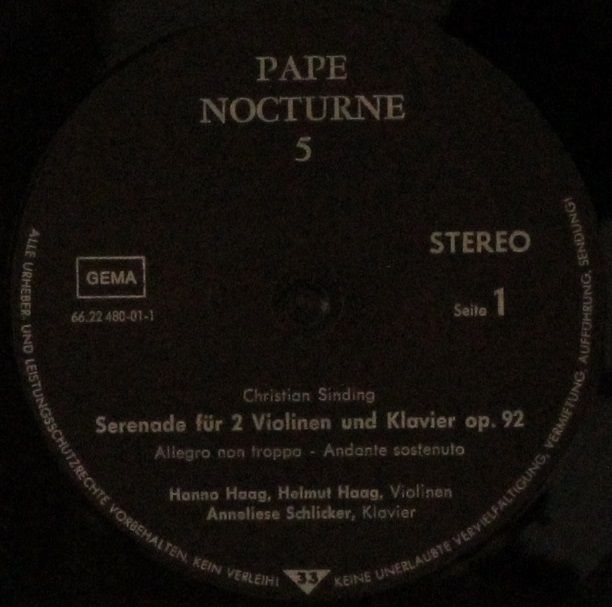 PAPE
NOCTURNE
5
STEREO
GEMA
66.22 480-01-1
Seite 1
Christian Sinding
Serenade für 2 Violinen und Klavier op. 92
Allegro non troppo - Andante sostenuto
Hanno Haag, Helmut Haag, Violinen
Anneliese Schlicker, Klavier
ALLE URHEBER- UND LEISTUNGSSCHUTZRECHTE VORBEHALTEN. KEIN VERLEIH!
33
KEINE UNERLAUBTE VERVIELFÄLTIGUNG, VERMIETUNG, AUFFÜHRUNG, SENDUNG!